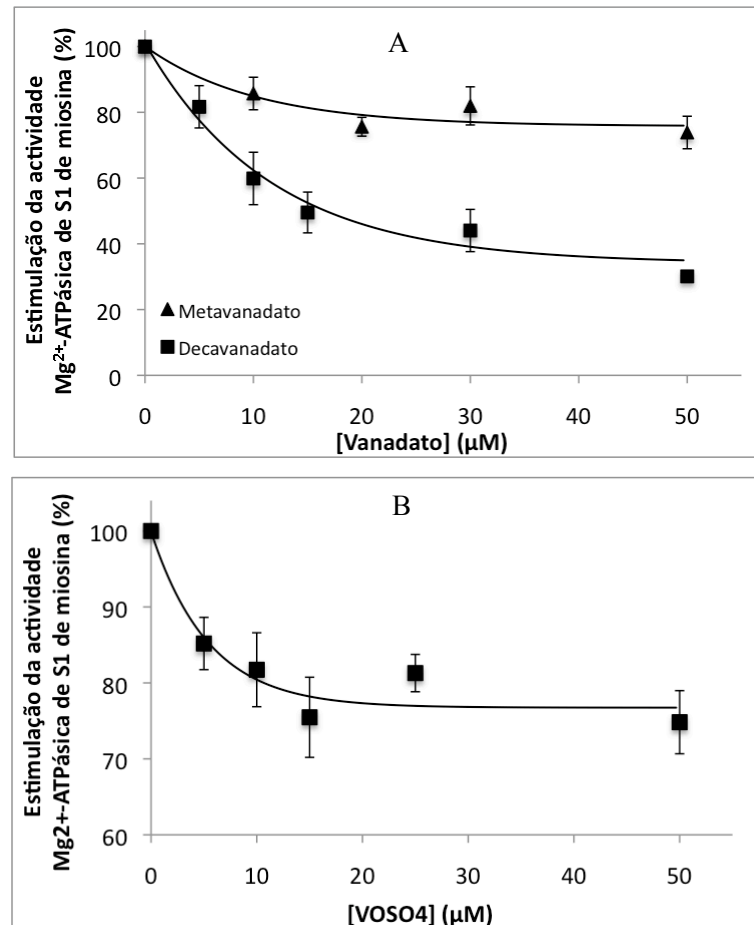 A
Estimulação da actividade
Mg²⁺-ATPásica de S1 de miosina (%)
100
80
60
40
20
0
Metavanadato
Decavanadato
0 10 20 30 40 50
[Vanadato] (µM)
B
Estimulação da actividade
Mg2+-ATPásica de S1 de miosina (%)
100
90
80
70
60
0 10 20 30 40 50
[VOSO4] (µM)